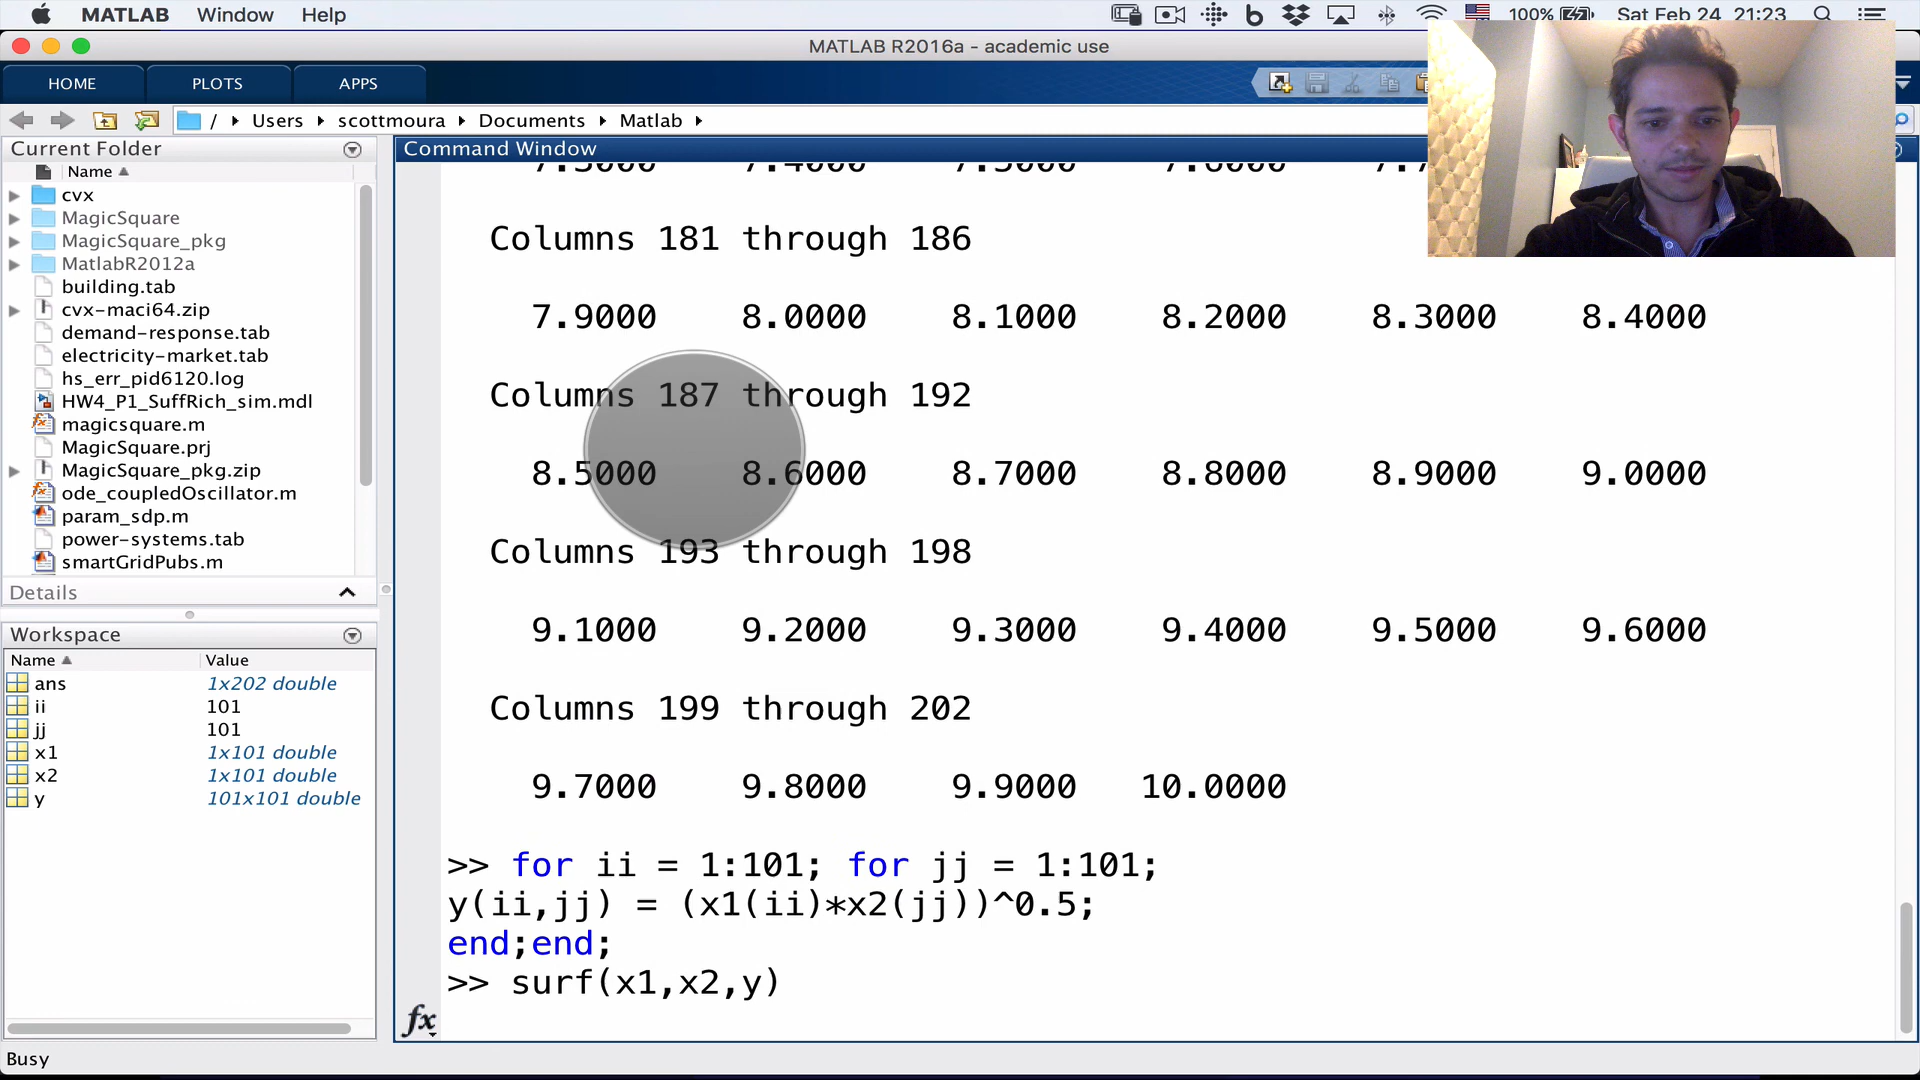 MATLAB Window Help
100% Sat Feb 24 21:23
MATLAB R2016a - academic use
HOME PLOTS APPS
/ Users scottmoura Documents Matlab
Current Folder
Name
cvx
MagicSquare
MagicSquare_pkg
MatlabR2012a
building.tab
cvx-maci64.zip
demand-response.tab
electricity-market.tab
hs_err_pid6120.log
HW4_P1_SuffRich_sim.mdl
magicsquare.m
MagicSquare.prj
MagicSquare_pkg.zip
ode_coupledOscillator.m
param_sdp.m
power-systems.tab
smartGridPubs.m
Details
Workspace
Name Value
ans 1x202 double
ii 101
jj 101
x1 1x101 double
x2 1x101 double
y 101x101 double
Busy
Command Window
Columns 181 through 186
7.9000 8.0000 8.1000 8.2000 8.3000 8.4000
Columns 187 through 192
8.5000 8.6000 8.7000 8.8000 8.9000 9.0000
Columns 193 through 198
9.1000 9.2000 9.3000 9.4000 9.5000 9.6000
Columns 199 through 202
9.7000 9.8000 9.9000 10.0000
>> for ii = 1:101; for jj = 1:101;
y(ii,jj) = (x1(ii)*x2(jj))^0.5;
end;end;
>> surf(x1,x2,y)
fx